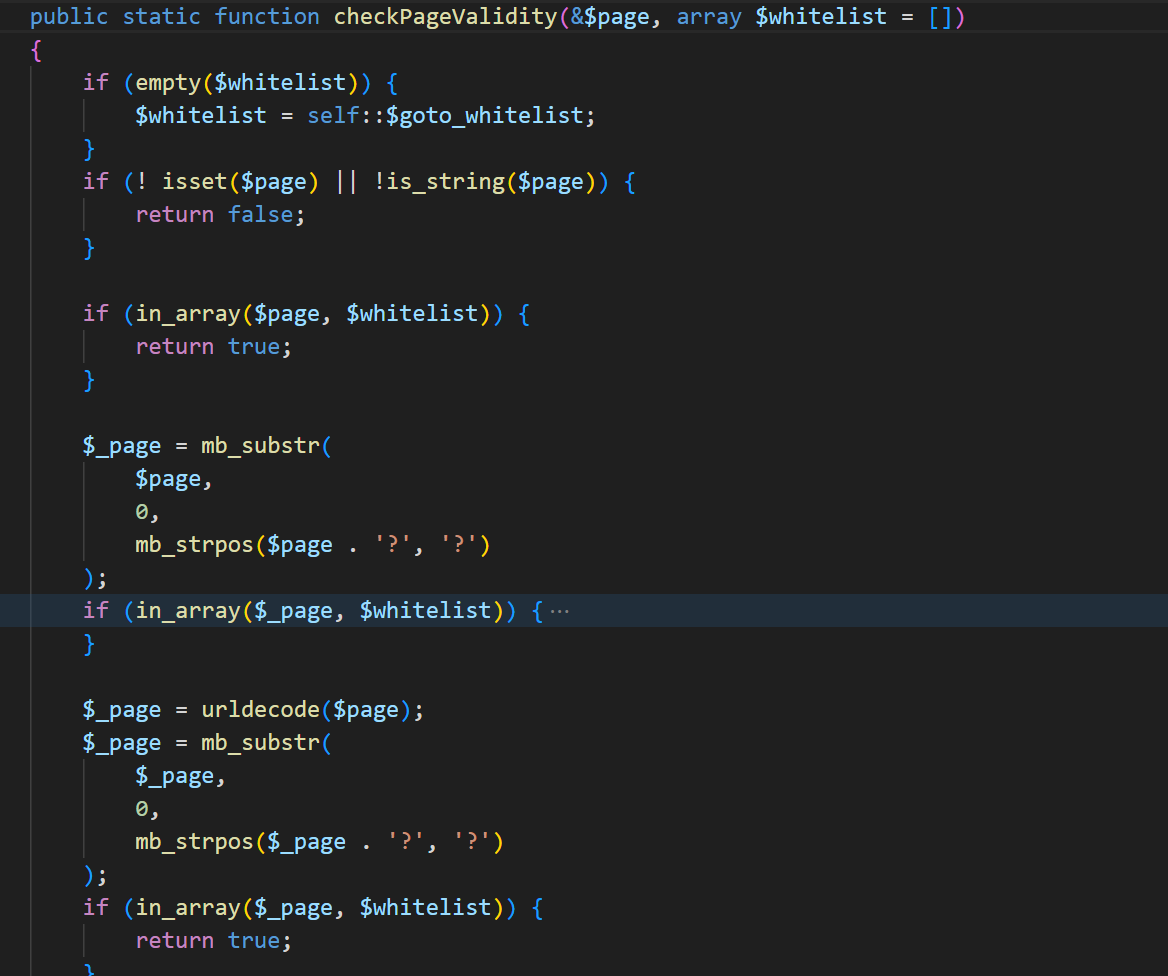 public static function checkPageValidity(&$page, array $whitelist = [])
{
    if (empty($whitelist)) {
        $whitelist = self::$goto_whitelist;
    }
    if (! isset($page) || !is_string($page)) {
        return false;
    }

    if (in_array($page, $whitelist)) {
        return true;
    }

    $_page = mb_substr(
        $page,
        0,
        mb_strpos($page . '?', '?')
    );
    if (in_array($_page, $whitelist)) {···
    }

    $_page = urldecode($page);
    $_page = mb_substr(
        $_page,
        0,
        mb_strpos($_page . '?', '?')
    );
    if (in_array($_page, $whitelist)) {
        return true;
    }